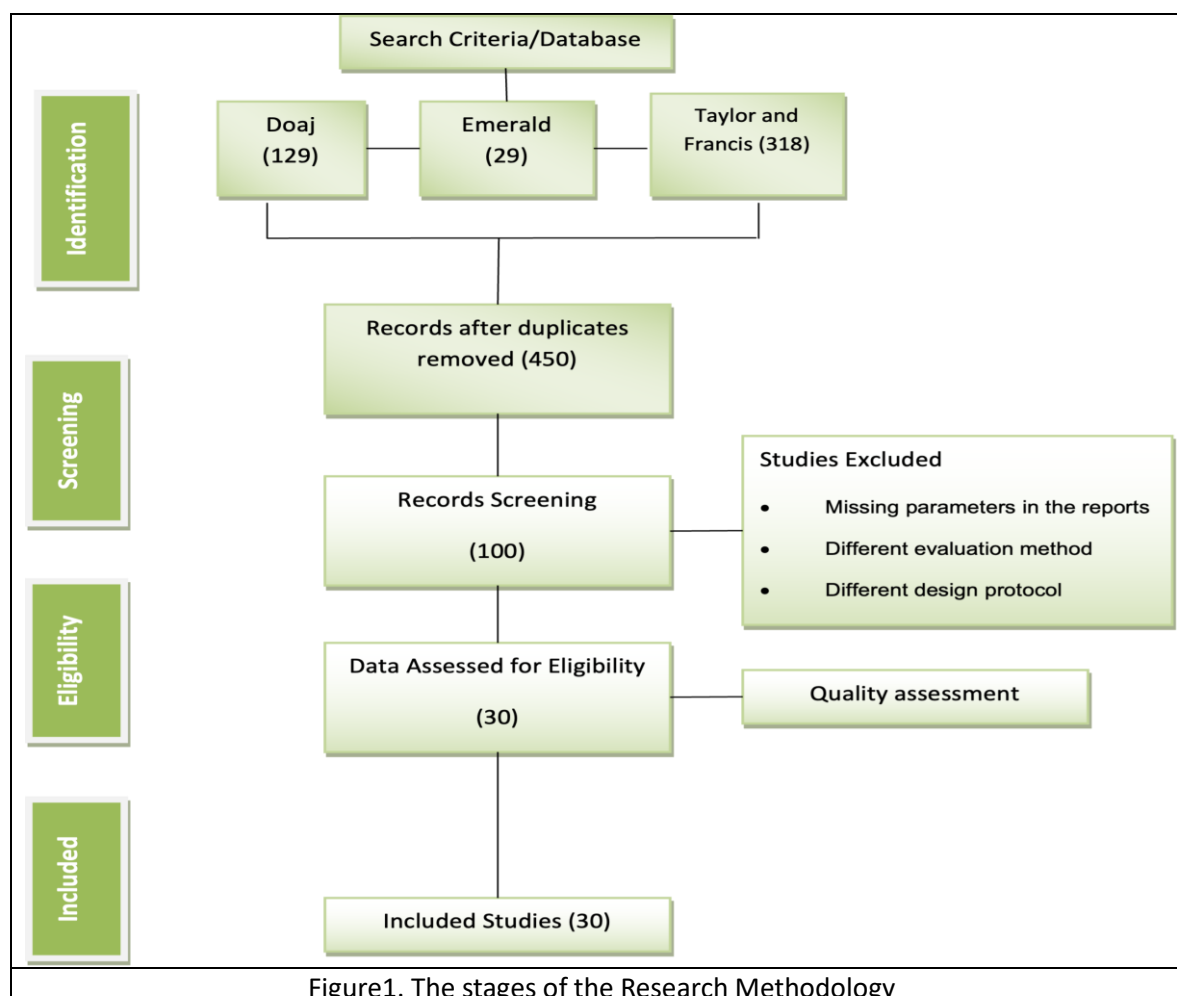 Search Criteria/Database
Identification
Doaj
(129)
Emerald
(29)
Taylor and
Francis (318)
Records after duplicates
removed (450)
Screening
Records Screening
(100)
Studies Excluded
• Missing parameters in the reports
• Different evaluation method
• Different design protocol
Eligibility
Data Assessed for Eligibility
(30)
Quality assessment
Included
Included Studies (30)
Figure1. The stages of the Research Methodology